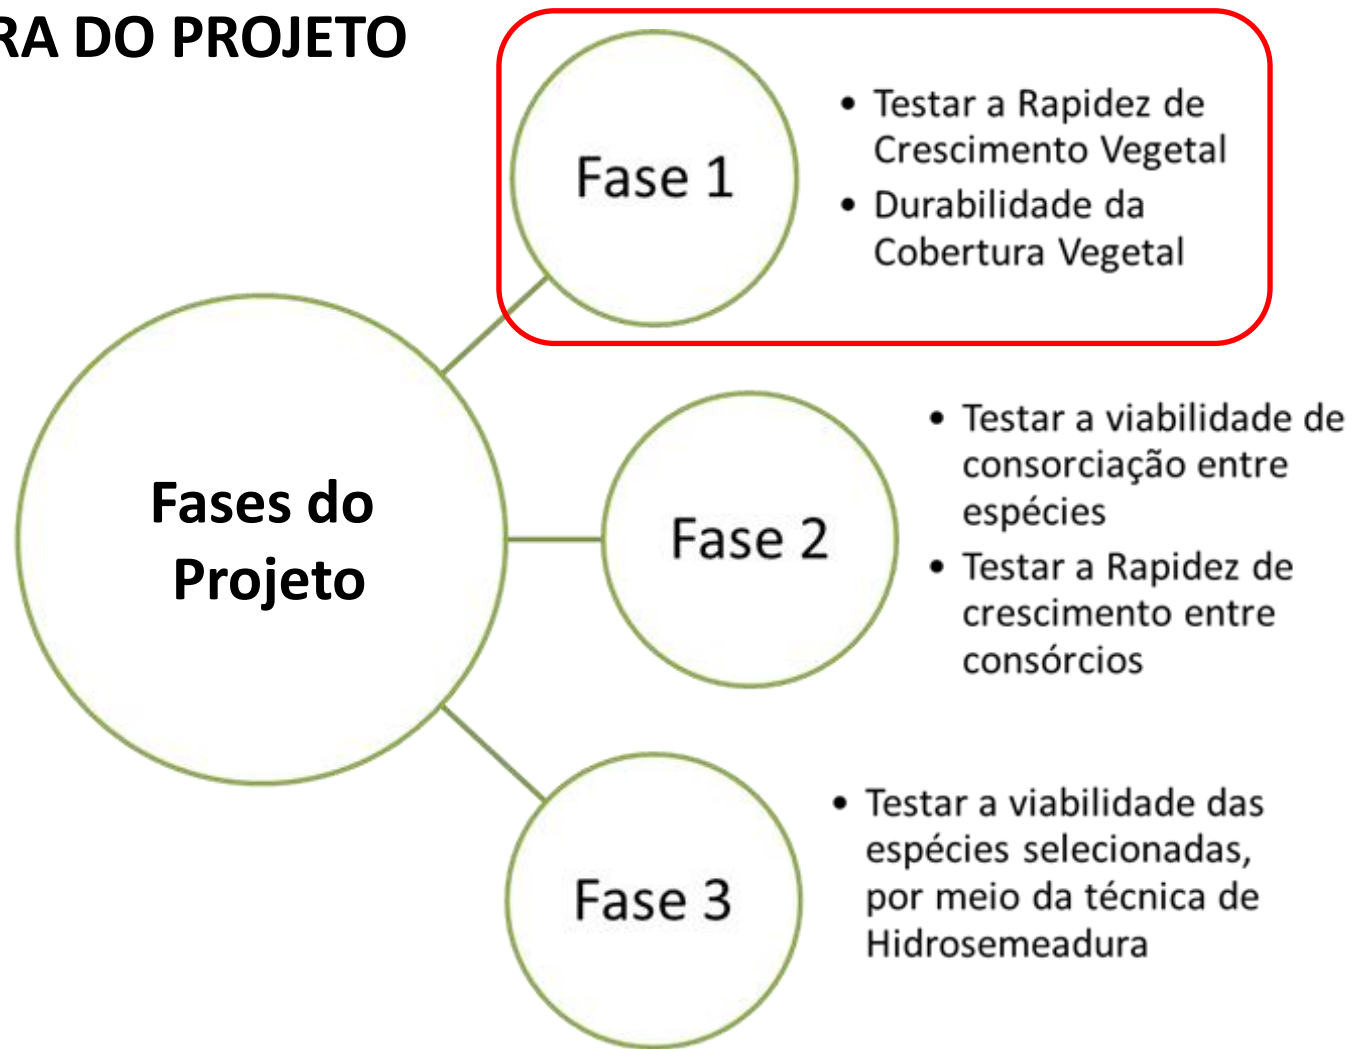 RA DO PROJETO
Fase 1
• Testar a Rapidez de
Crescimento Vegetal
• Durabilidade da
Cobertura Vegetal
Fases do
Projeto
Fase 2
• Testar a viabilidade de
consorciação entre
espécies
• Testar a Rapidez de
crescimento entre
consórcios
Fase 3
• Testar a viabilidade das
espécies selecionadas,
por meio da técnica de
Hidrosemeadura